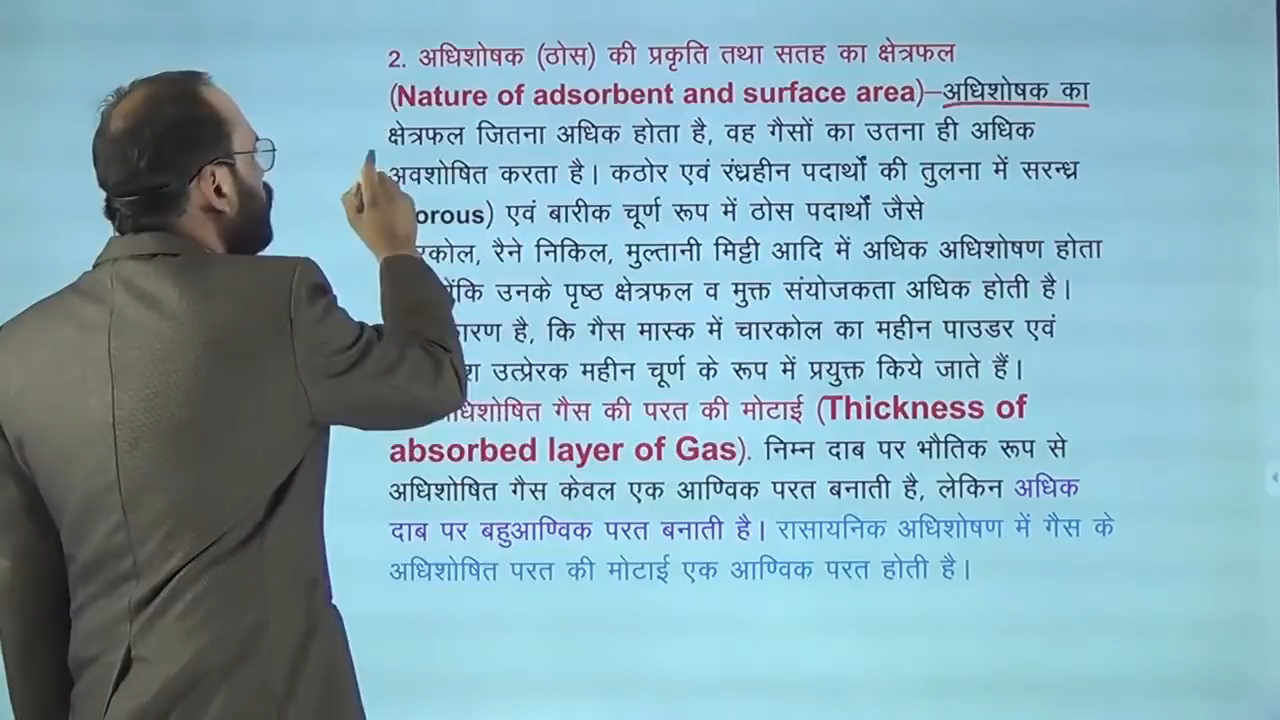 2. अधिशोषक (ठोस) की प्रकृति तथा सतह का क्षेत्रफल
(Nature of adsorbent and surface area)–अधिशोषक का
क्षेत्रफल जितना अधिक होता है, वह गैसों का उतना ही अधिक
अवशोषित करता है। कठोर एवं रंध्रहीन पदार्थों की तुलना में सरन्ध्र
orous) एवं बारीक चूर्ण रूप में ठोस पदार्थों जैसे
रकोल, रैने निकिल, मुल्तानी मिट्टी आदि में अधिक अधिशोषण होता
उनके पृष्ठ क्षेत्रफल व मुक्त संयोजकता अधिक होती है।
है, कि गैस मास्क में चारकोल का महीन पाउडर एवं
उत्प्रेरक महीन चूर्ण के रूप में प्रयुक्त किये जाते हैं।
धिशोषित गैस की परत की मोटाई (Thickness of
absorbed layer of Gas). निम्न दाब पर भौतिक रूप से
अधिशोषित गैस केवल एक आण्विक परत बनाती है, लेकिन अधिक
दाब पर बहुआण्विक परत बनाती है। रासायनिक अधिशोषण में गैस के
अधिशोषित परत की मोटाई एक आण्विक परत होती है।